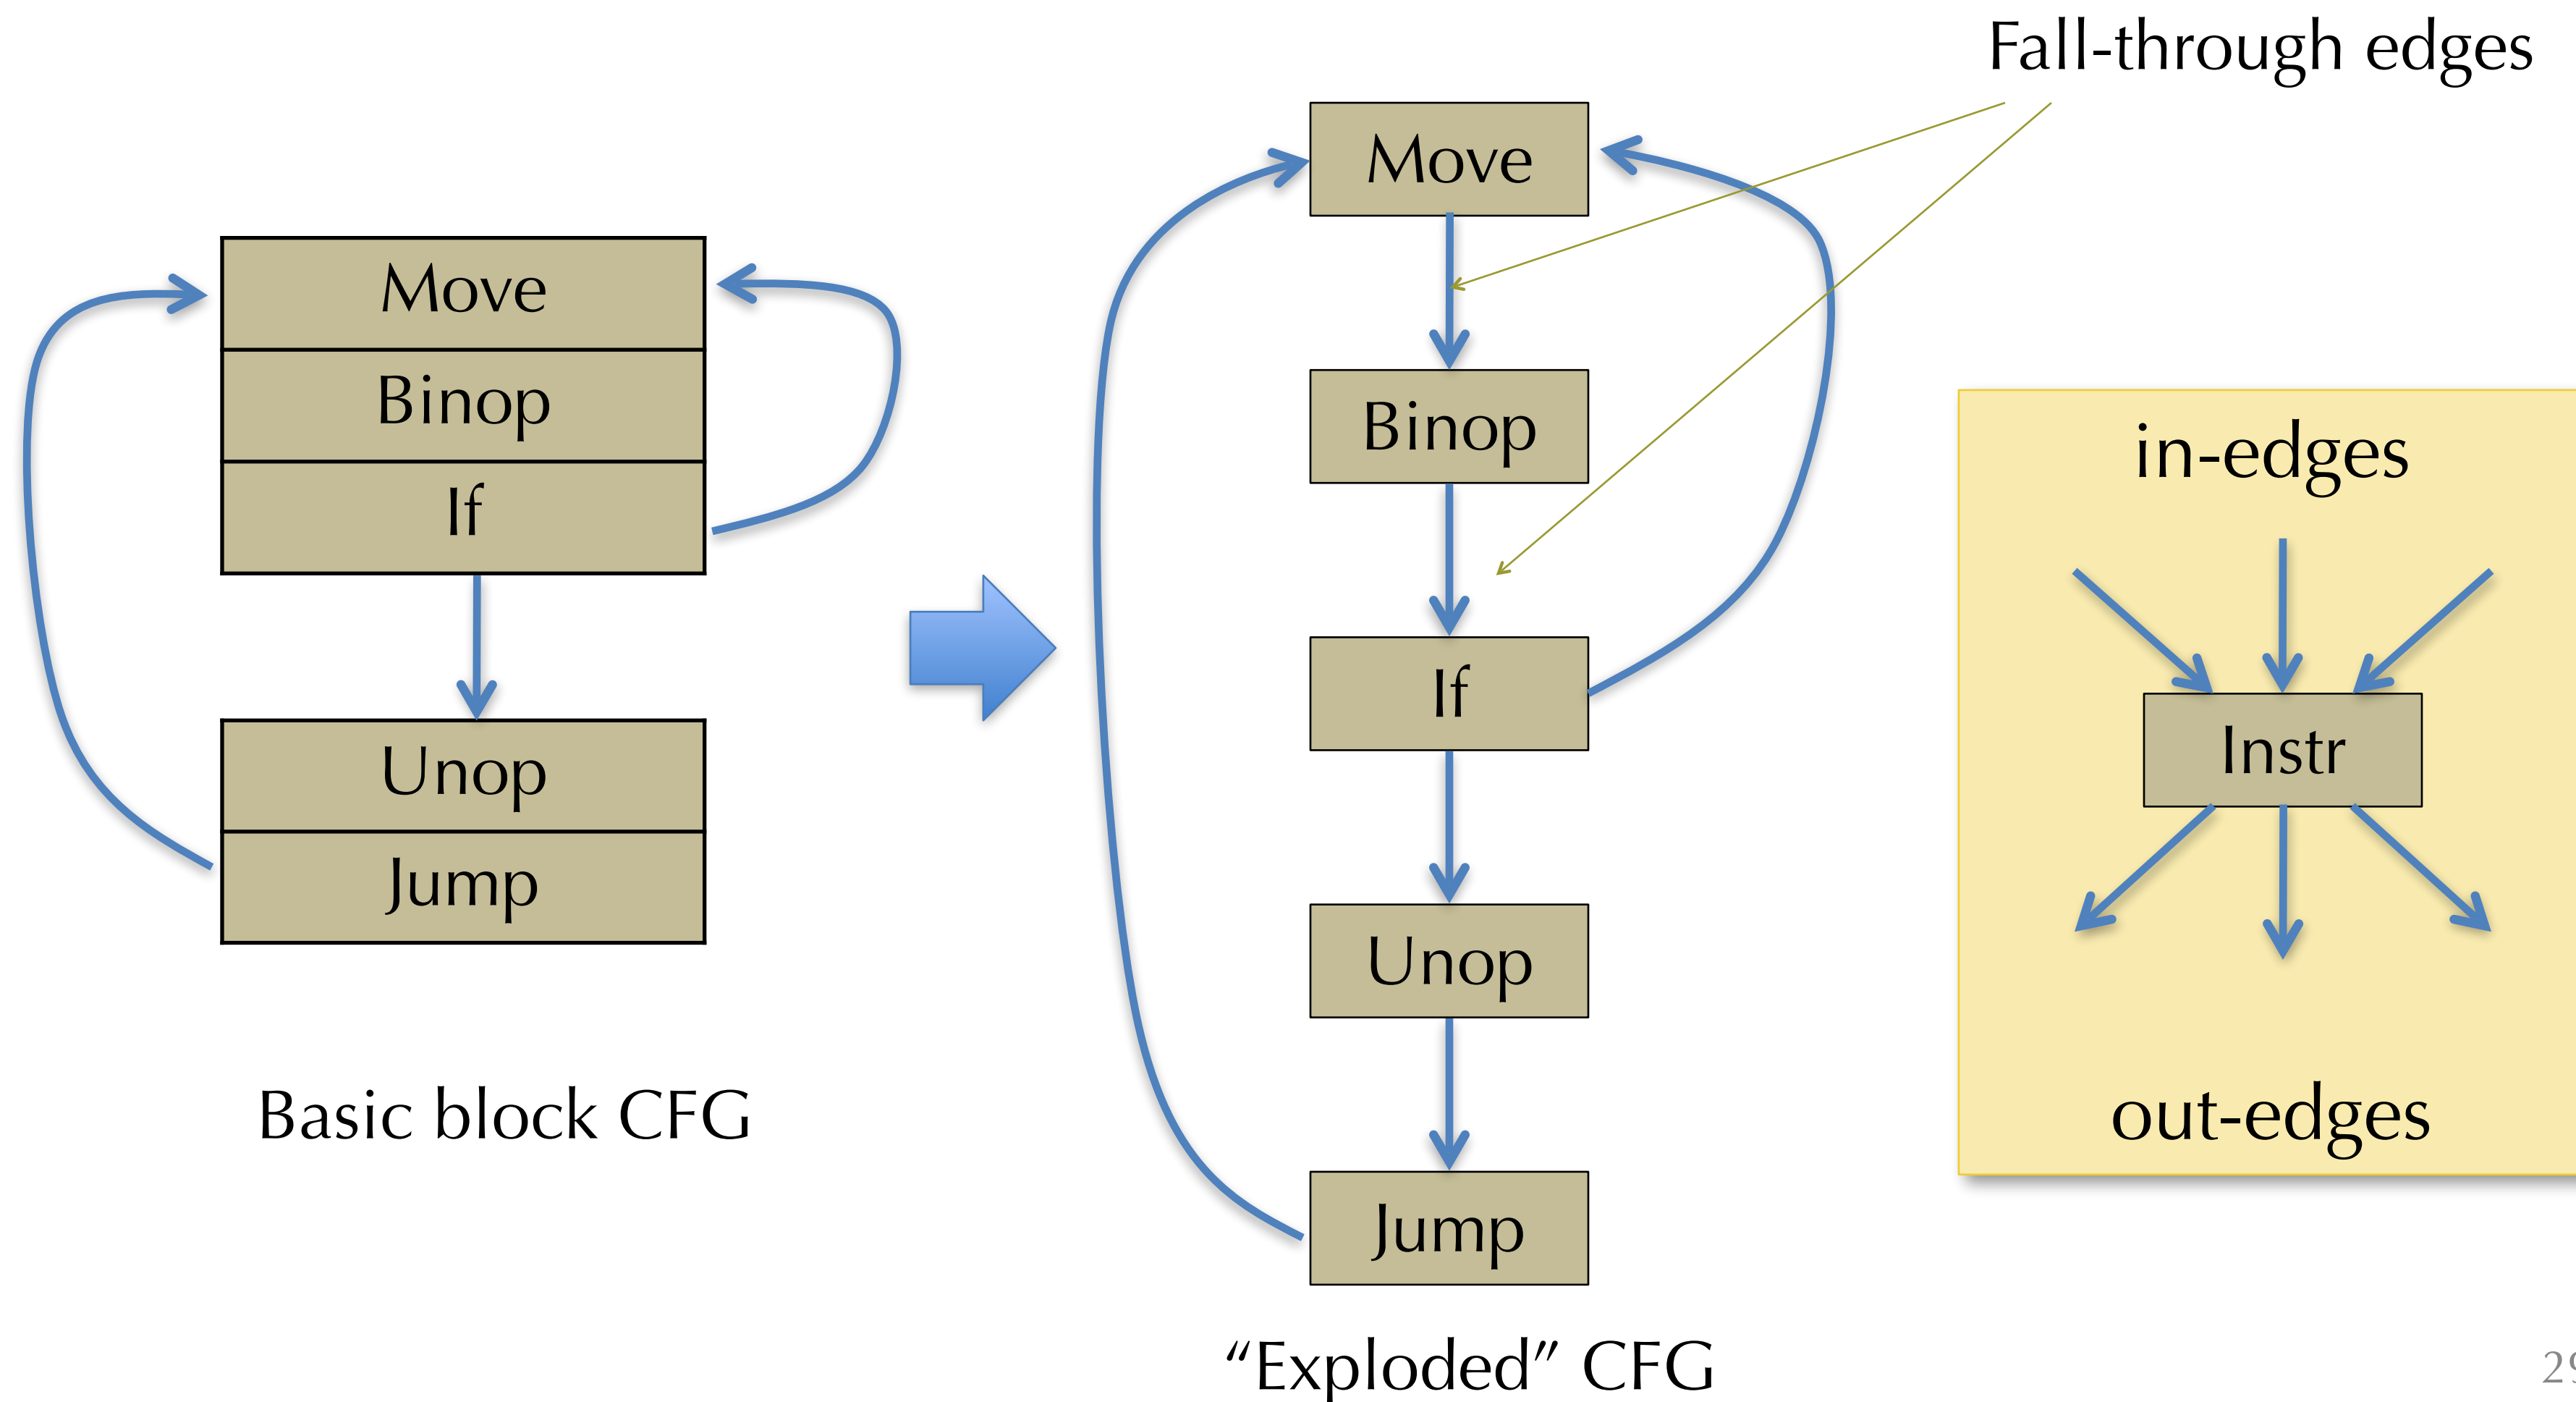 Fall-through edges
Move
Binop
If
Unop
Jump
Basic block CFG
Move
Binop
If
Unop
Jump
“Exploded” CFG
in-edges
Instr
out-edges